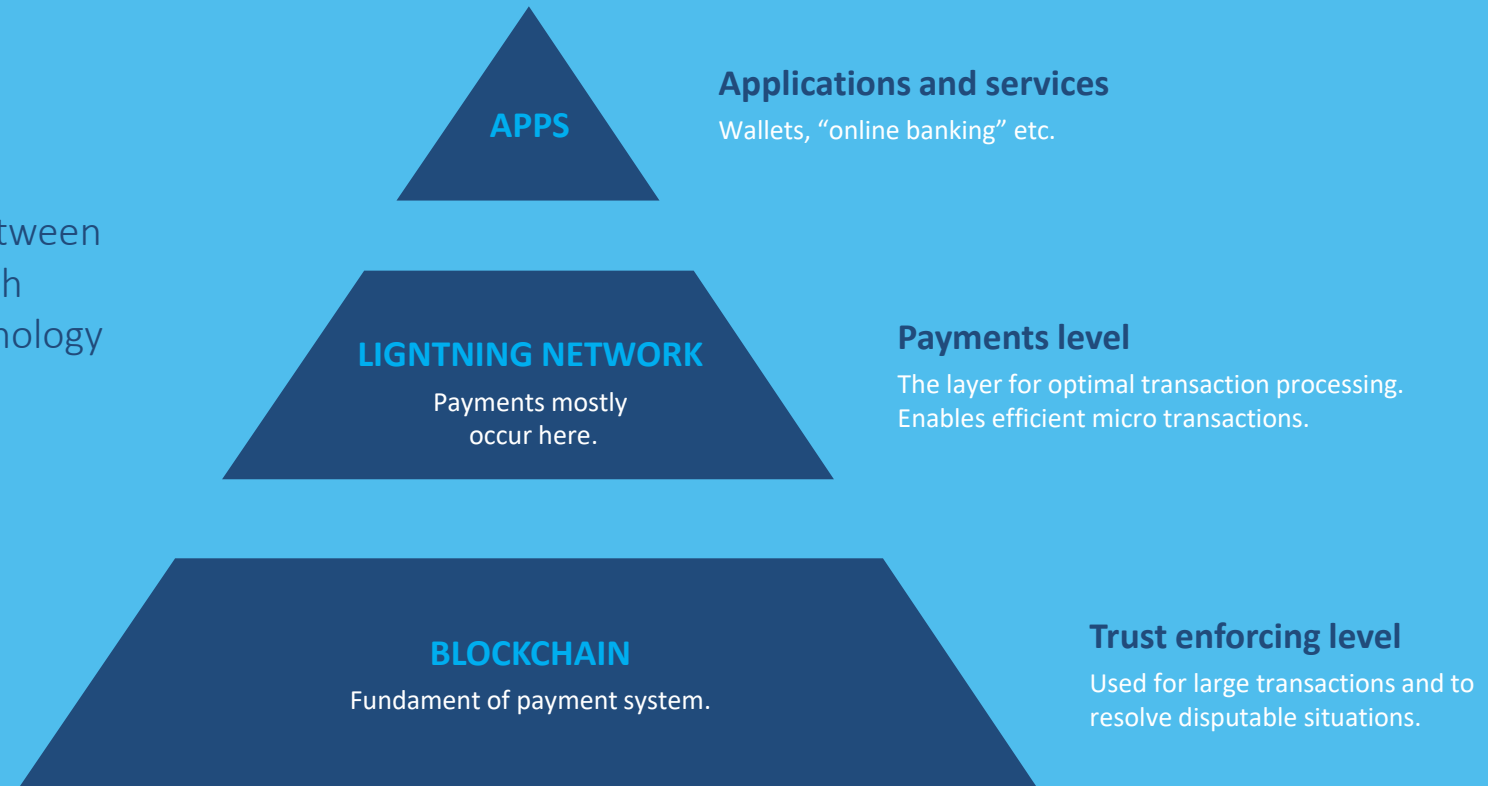 APPS
Applications and services
Wallets, “online banking” etc.
tween
h
nology
LIGNTNING NETWORK
Payments mostly
occur here.
Payments level
The layer for optimal transaction processing.
Enables efficient micro transactions.
BLOCKCHAIN
Fundament of payment system.
Trust enforcing level
Used for large transactions and to
resolve disputable situations.